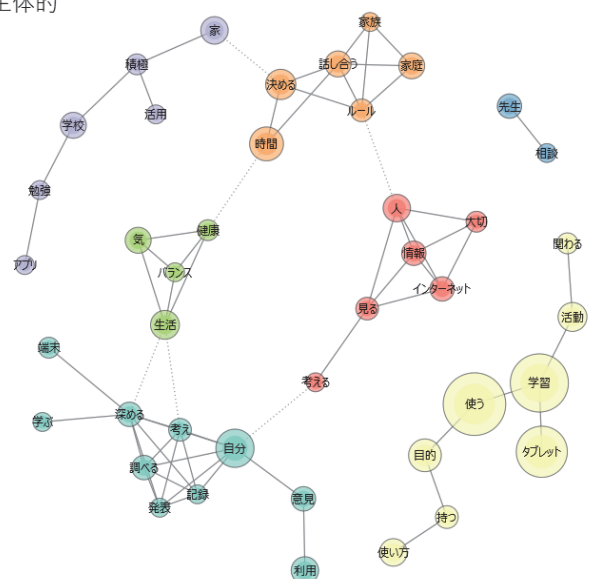 主体的
家族
家
話し合う
家庭
積極
決める
先生
ルール
活用
学校
時間
相談
勉強
人
大切
健康
気
関わる
情報
アプリ
バランス
インターネット
見る
活動
生活
端末
考える
学習
使う
深める
学ぶ
考え
自分
タブレット
目的
調べる
記録
意見
発表
持つ
使い方
利用